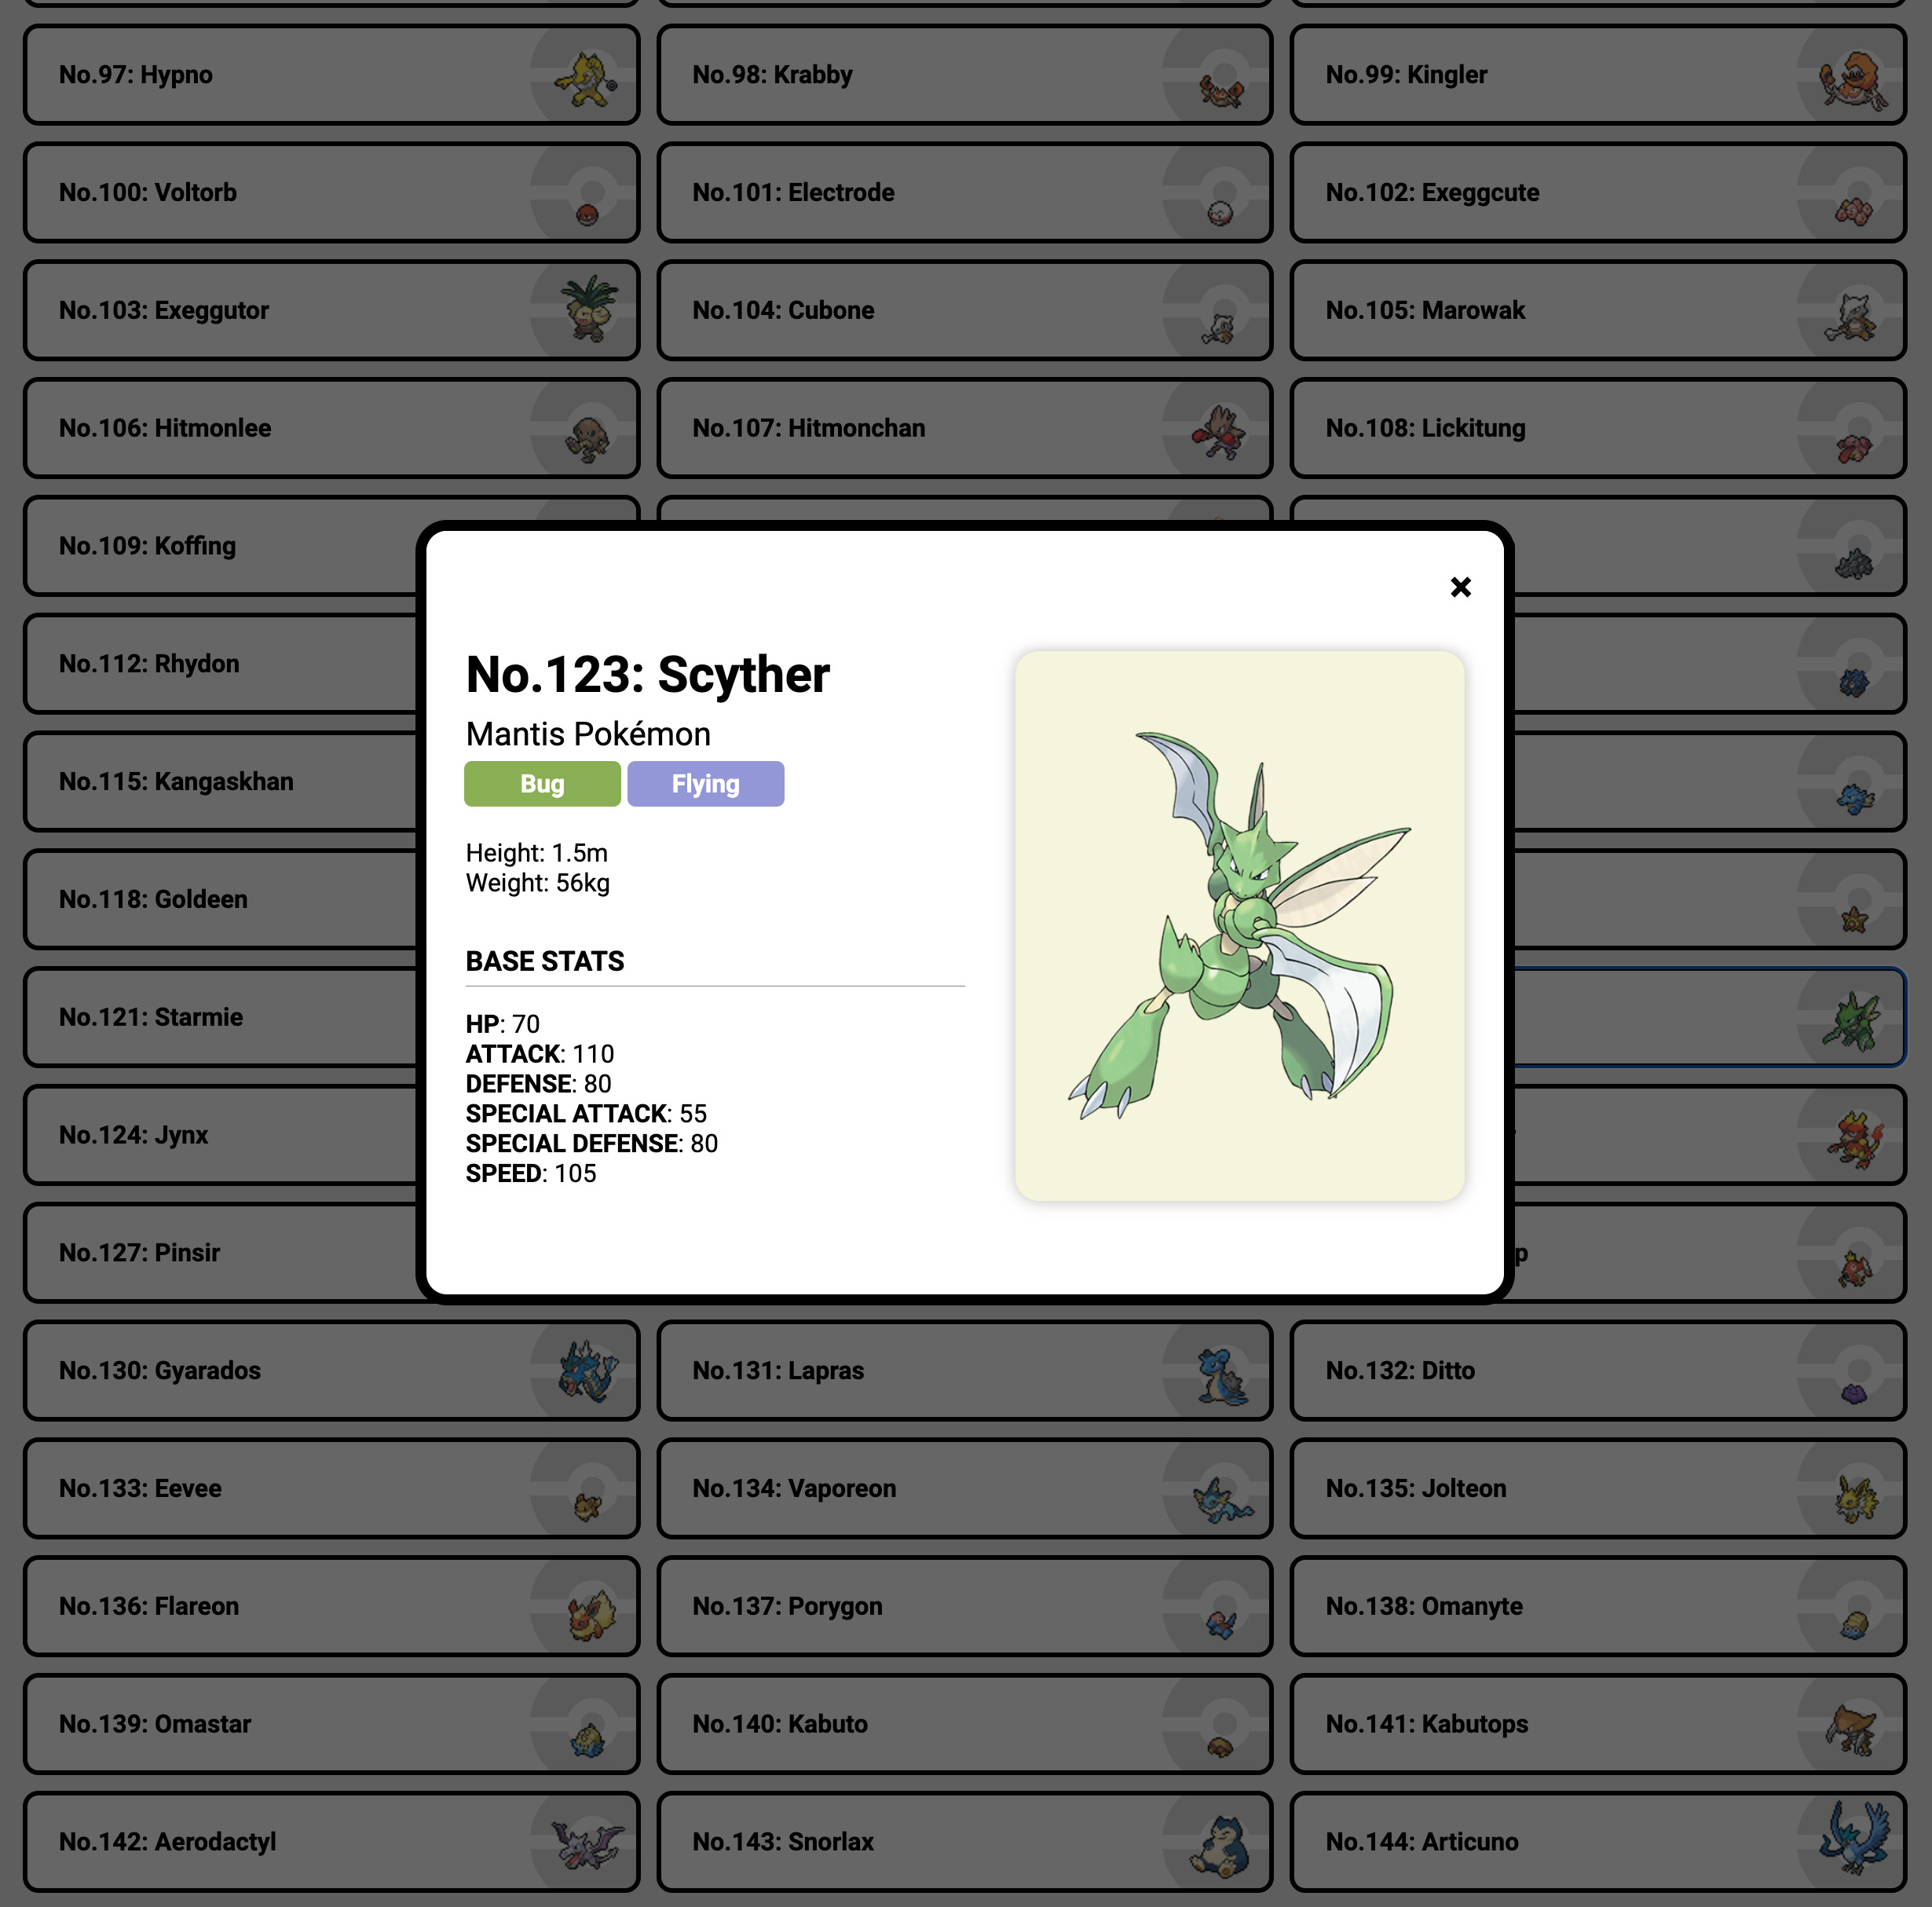 No.97: Hypno
No.98: Krabby
No.99: Kingler
No.100: Voltorb
No.101: Electrode
No.102: Exeggcute
No.103: Exeggutor
No.104: Cubone
No.105: Marowak
No.106: Hitmonlee
No.107: Hitmonchan
No.108: Lickitung
No.109: Koffing
No.112: Rhydon
No.115: Kangaskhan
No.118: Goldeen
No.121: Starmie
No.124: Jynx
No.127: Pinsir
p
×
No.123: Scyther
Mantis Pokémon
Bug
Flying
Height: 1.5m
Weight: 56kg
BASE STATS
HP: 70
ATTACK: 110
DEFENSE: 80
SPECIAL ATTACK: 55
SPECIAL DEFENSE: 80
SPEED: 105
No.130: Gyarados
No.131: Lapras
No.132: Ditto
No.133: Eevee
No.134: Vaporeon
No.135: Jolteon
No.136: Flareon
No.137: Porygon
No.138: Omanyte
No.139: Omastar
No.140: Kabuto
No.141: Kabutops
No.142: Aerodactyl
No.143: Snorlax
No.144: Articuno